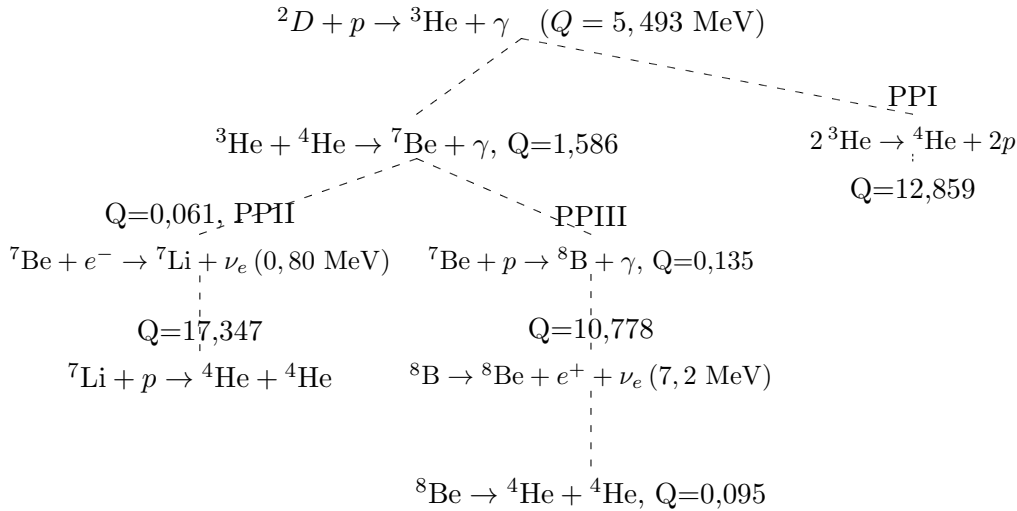 ²D + p → ³He + γ (Q = 5,493 MeV)
PPI
³He + ⁴He → ⁷Be + γ, Q=1,586
2 ³He → ⁴He + 2p
Q=12,859
Q=0,061, PPII
PPIII
⁷Be + e⁻ → ⁷Li + νₑ (0,80 MeV)
⁷Be + p → ⁸B + γ, Q=0,135
Q=17,347
Q=10,778
⁷Li + p → ⁴He + ⁴He
⁸B → ⁸Be + e⁺ + νₑ (7,2 MeV)
⁸Be → ⁴He + ⁴He, Q=0,095